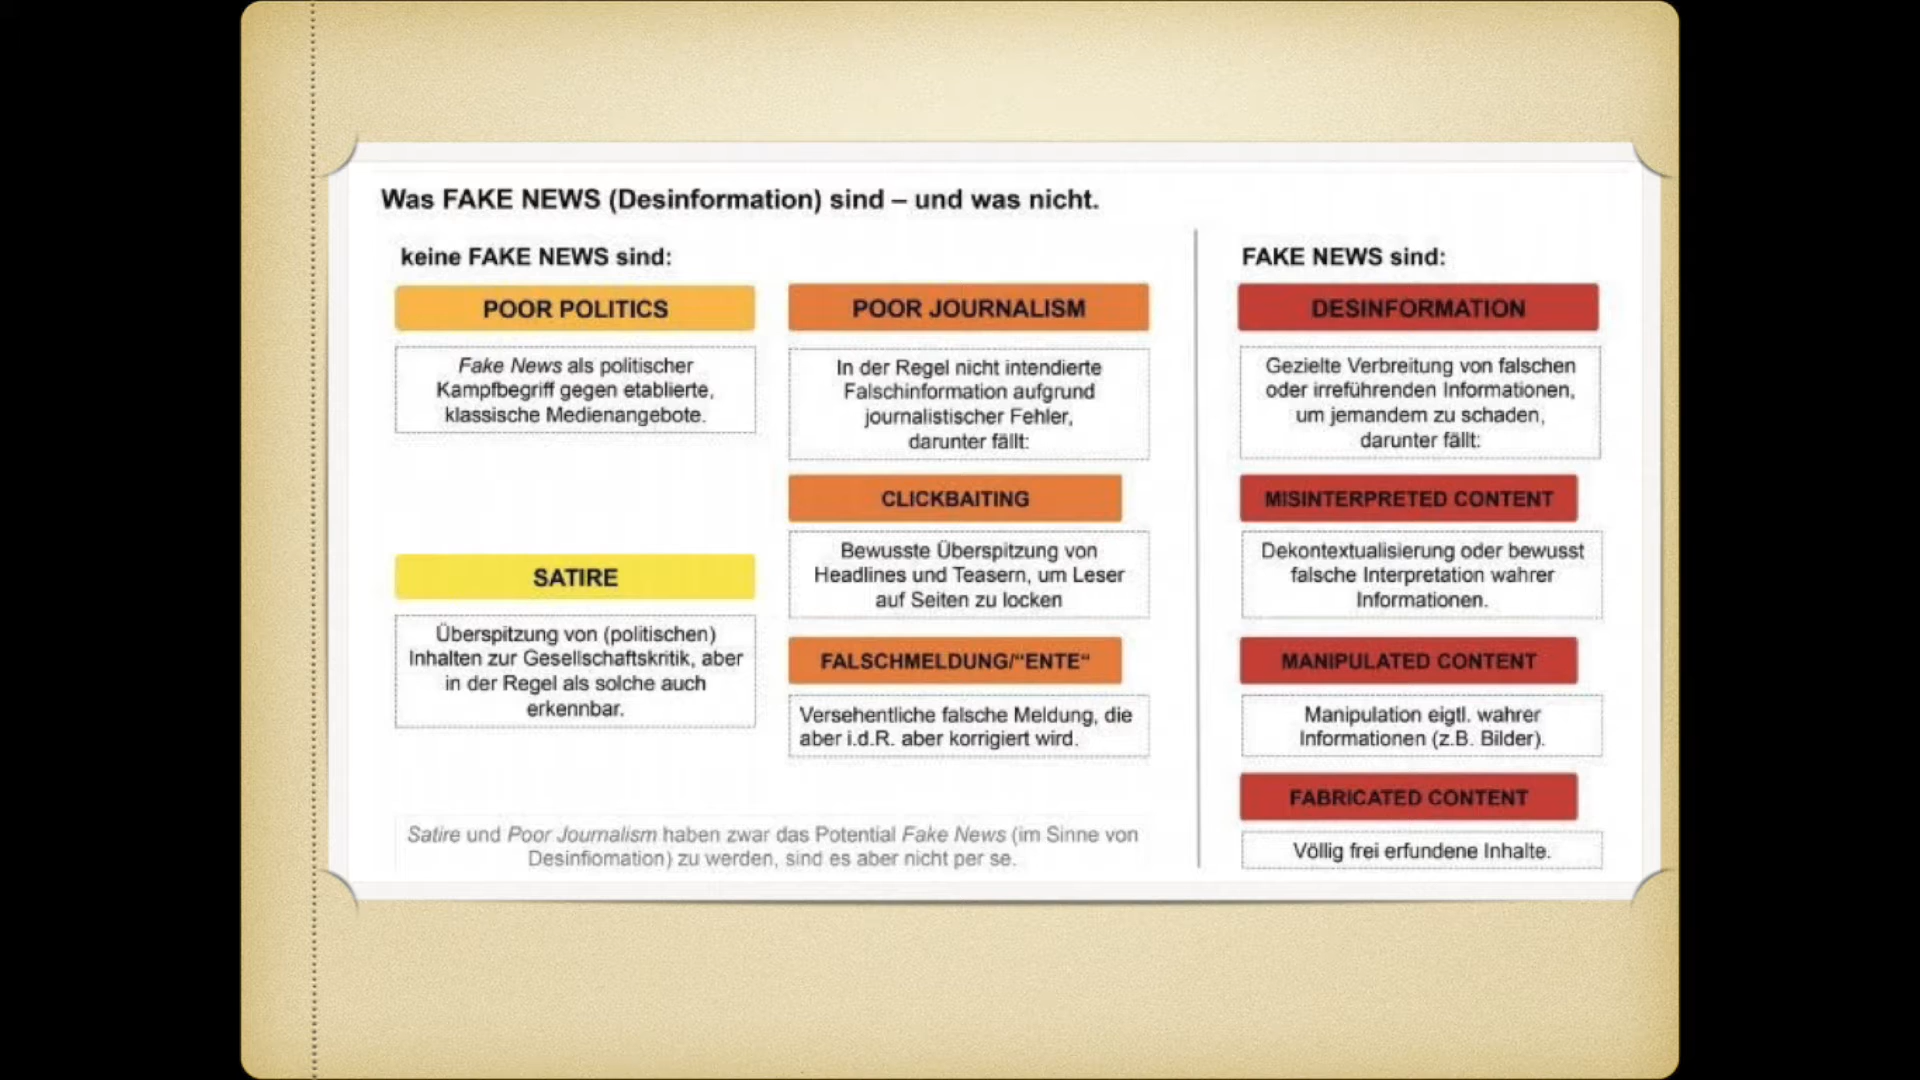 Was FAKE NEWS (Desinformation) sind – und was nicht.
keine FAKE NEWS sind:
POOR POLITICS
Fake News als politischer
Kampfbegriff gegen etablierte,
klassische Medienangebote.
SATIRE
Überspitzung von (politischen)
Inhalten zur Gesellschaftskritik, aber
in der Regel als solche auch
erkennbar.
POOR JOURNALISM
In der Regel nicht intendierte
Falschinformation aufgrund
journalistischer Fehler,
darunter fällt:
CLICKBAITING
Bewusste Überspitzung von
Headlines und Teasern, um Leser
auf Seiten zu locken
FALSCHMELDUNG/"ENTE"
Versehentliche falsche Meldung, die
aber i.d.R. aber korrigiert wird.
Satire und Poor Journalism haben zwar das Potential Fake News (im Sinne von
Desinfiomation) zu werden, sind es aber nicht per se.
FAKE NEWS sind:
DESINFORMATION
Gezielte Verbreitung von falschen
oder irreführenden Informationen,
um jemandem zu schaden,
darunter fällt:
MISINTERPRETED CONTENT
Dekontextualisierung oder bewusst
falsche Interpretation wahrer
Informationen.
MANIPULATED CONTENT
Manipulation eigtl. wahrer
Informationen (z.B. Bilder).
FABRICATED CONTENT
Völlig frei erfundene Inhalte.